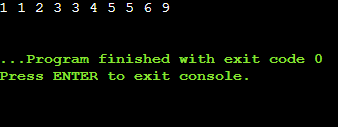 1 1 2 3 3 4 5 5 6 9
...Program finished with exit code 0
Press ENTER to exit console.